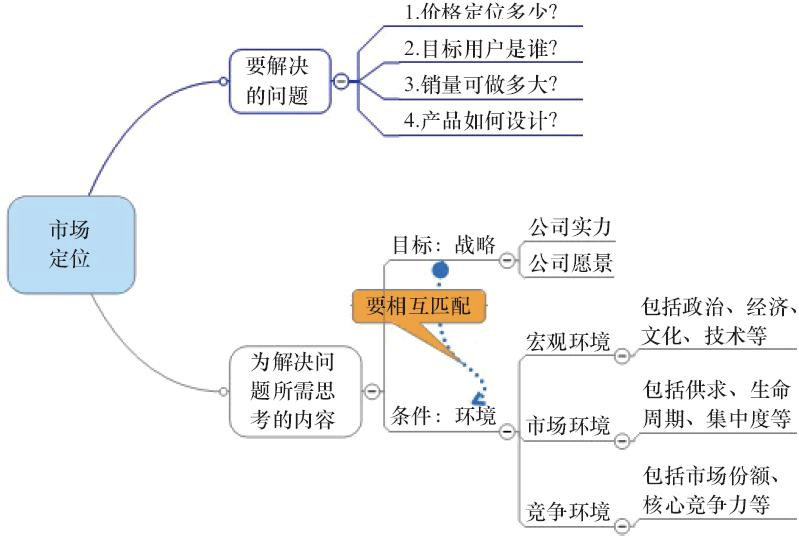 1.价格定位多少?
要解决
的问题
2.目标用户是谁?
3.销量可做多大?
4.产品如何设计?
市场
定位
目标：战略
公司实力
公司愿景
要相互匹配
为解决问
题所需思
考的内容
条件：环境
宏观环境
包括政治、经济、
文化、技术等
市场环境
包括供求、生命
周期、集中度等
竞争环境
包括市场份额、
核心竞争力等